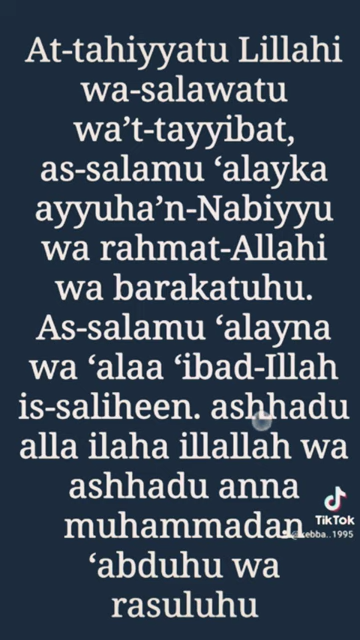 At-tahiyyatu Lillahi
wa-salawatu
wa’t-tayyibat,
as-salamu ‘alayka
ayyuha’n-Nabiyyu
wa rahmat-Allahi
wa barakatuhu.
As-salamu ‘alayna
wa ‘alaa ‘ibad-Illah
is-saliheen. ashhadu
alla ilaha illallah wa
ashhadu anna
muhammadan
‘abduhu wa
rasuluhu
TikTok
@kebba..1995